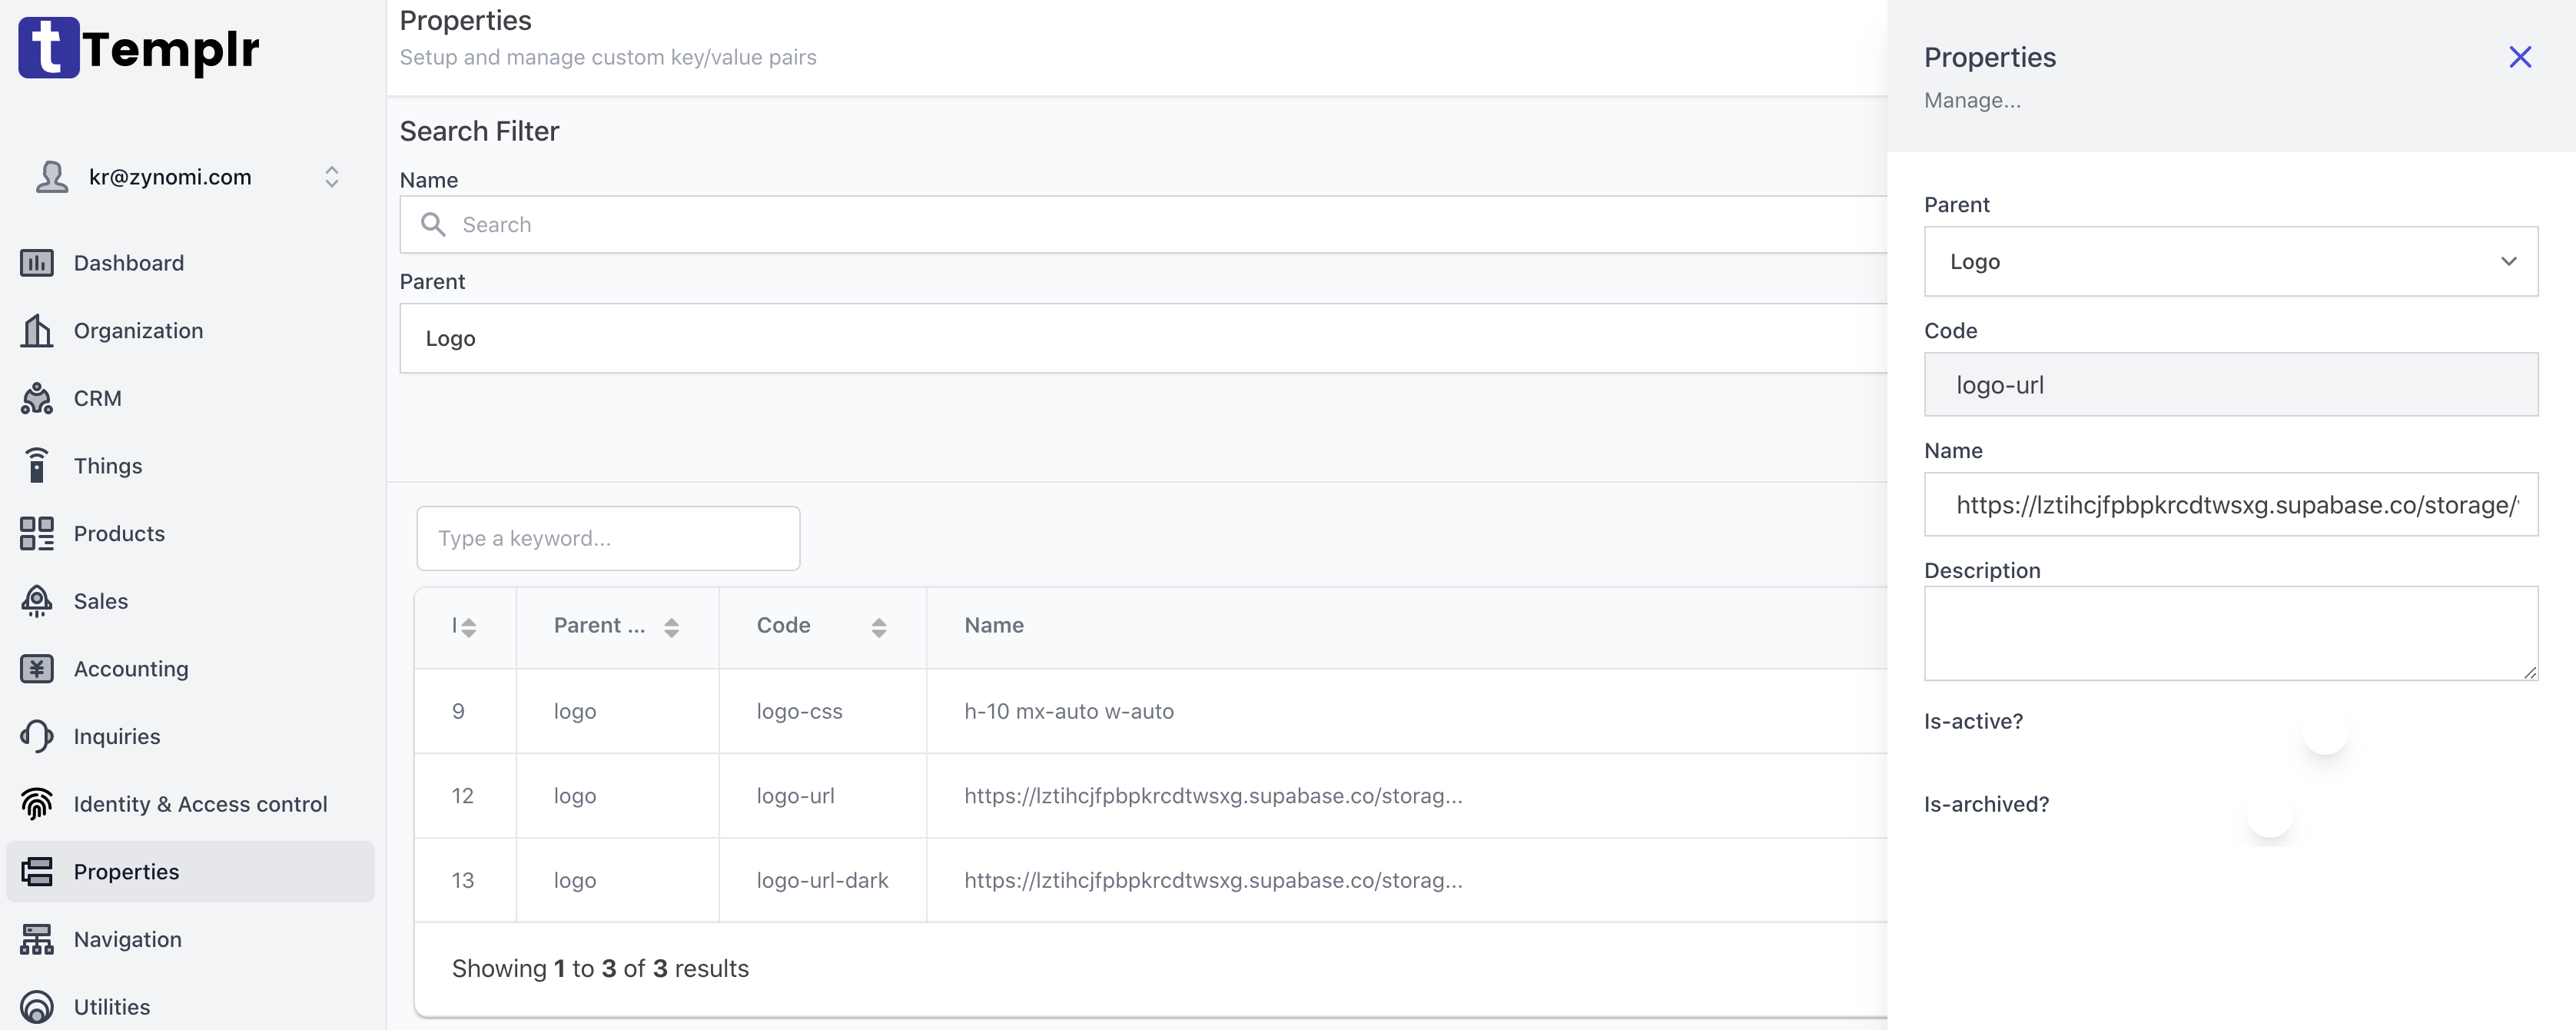 t Templr
kr@zynomi.com
Dashboard
Organization
CRM
Things
Products
Sales
Accounting
Inquiries
Identity & Access control
Properties
Navigation
Utilities
Properties
Setup and manage custom key/value pairs
Search Filter
Name
Search
Parent
Logo
Type a keyword...
I Parent ... Code Name
9 logo logo-css h-10 mx-auto w-auto
12 logo logo-url https://lztihcjfpbpkrcdtwsxg.supabase.co/storag...
13 logo logo-url-dark https://lztihcjfpbpkrcdtwsxg.supabase.co/storag...
Showing 1 to 3 of 3 results
Properties
Manage...
Parent
Logo
Code
logo-url
Name
https://lztihcjfpbpkrcdtwsxg.supabase.co/storage/
Description
Is-active?
Is-archived?